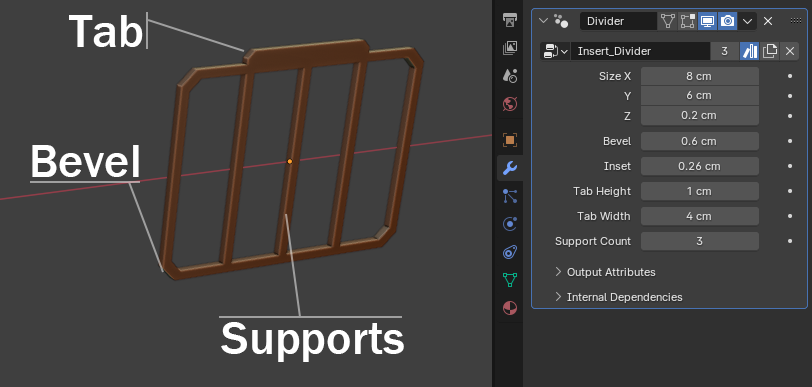 Tab
Bevel
Supports
Divider
Insert_Divider 3
Size X 8 cm
Y 6 cm
Z 0.2 cm
Bevel 0.6 cm
Inset 0.26 cm
Tab Height 1 cm
Tab Width 4 cm
Support Count 3
Output Attributes
Internal Dependencies